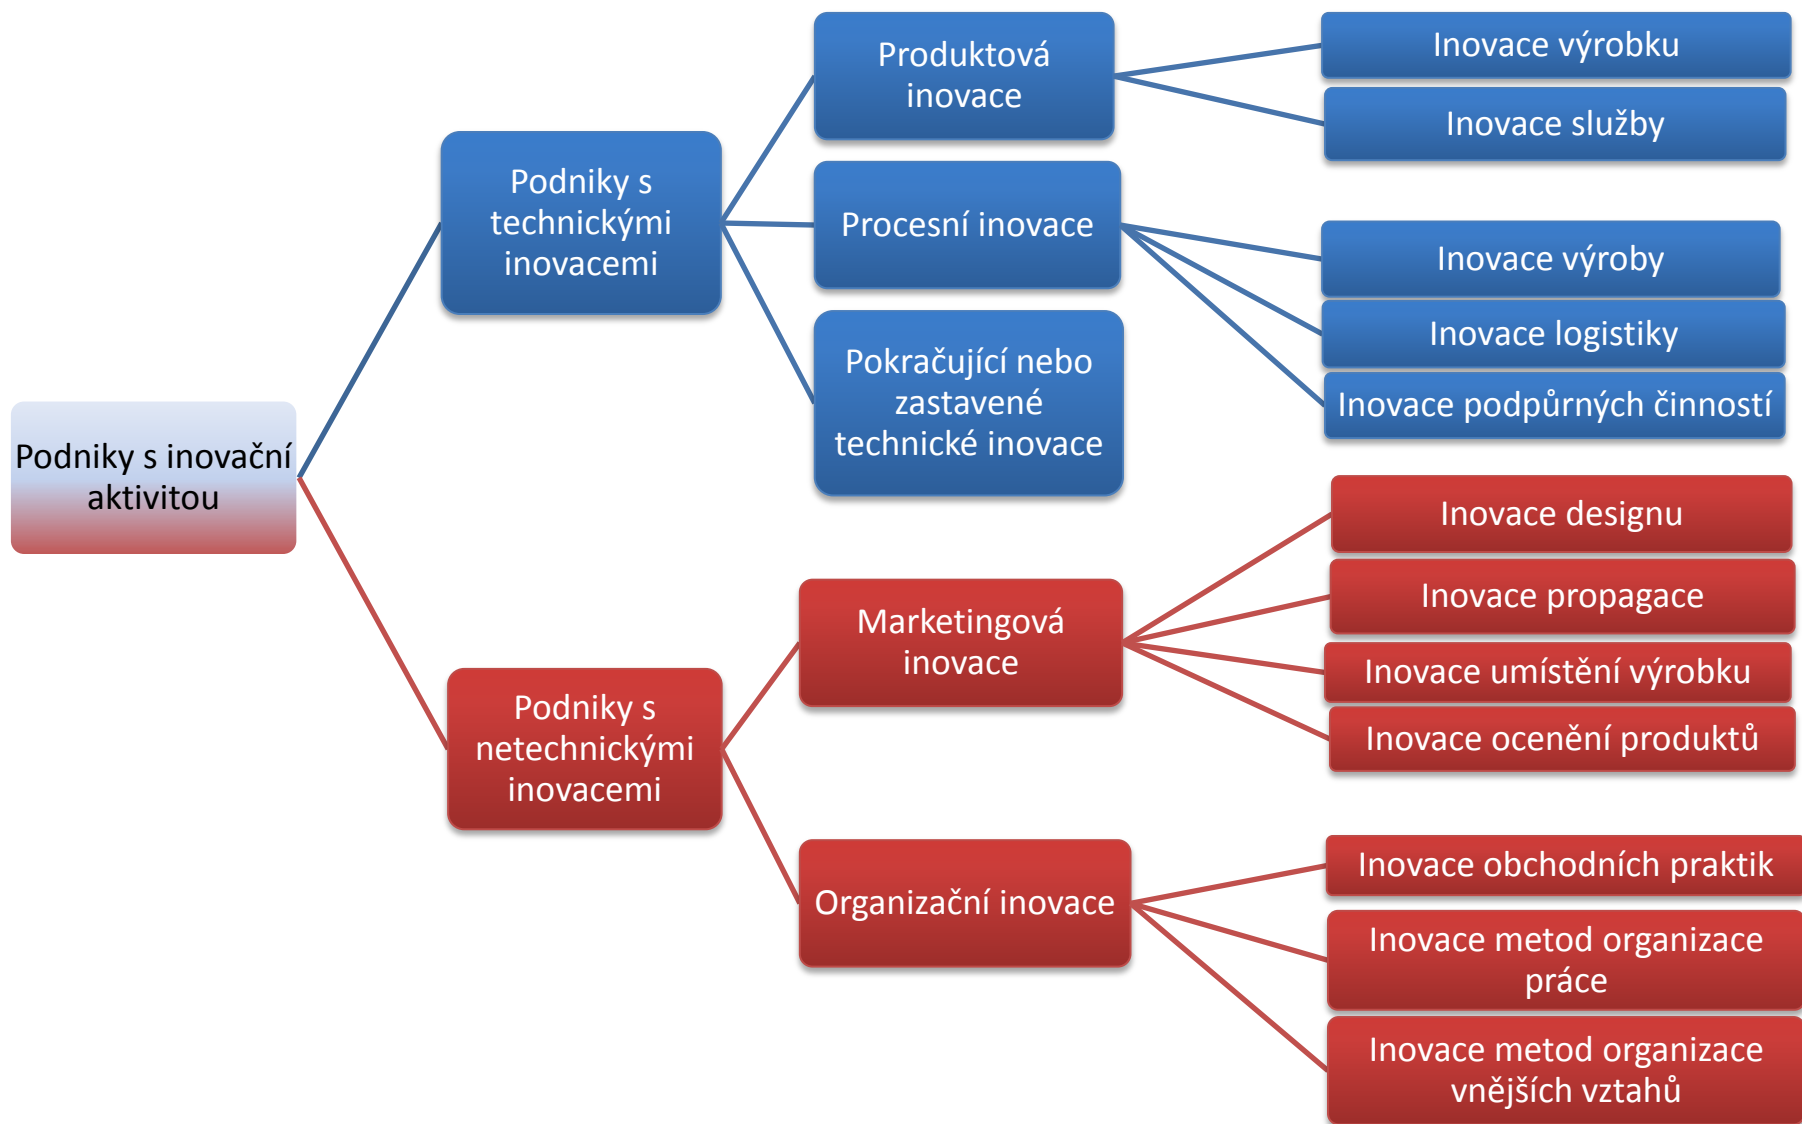 Podniky s inovační
aktivitou
Podniky s
technickými
inovacemi
Produktová
inovace
Inovace výrobku
Inovace služby
Procesní inovace
Inovace výroby
Inovace logistiky
Inovace podpůrných činností
Pokračující nebo
zastavené
technické inovace
Podniky s
netechnickými
inovacemi
Marketingová
inovace
Inovace designu
Inovace propagace
Inovace umístění výrobku
Inovace ocenění produktů
Organizační inovace
Inovace obchodních praktik
Inovace metod organizace
práce
Inovace metod organizace
vnějších vztahů